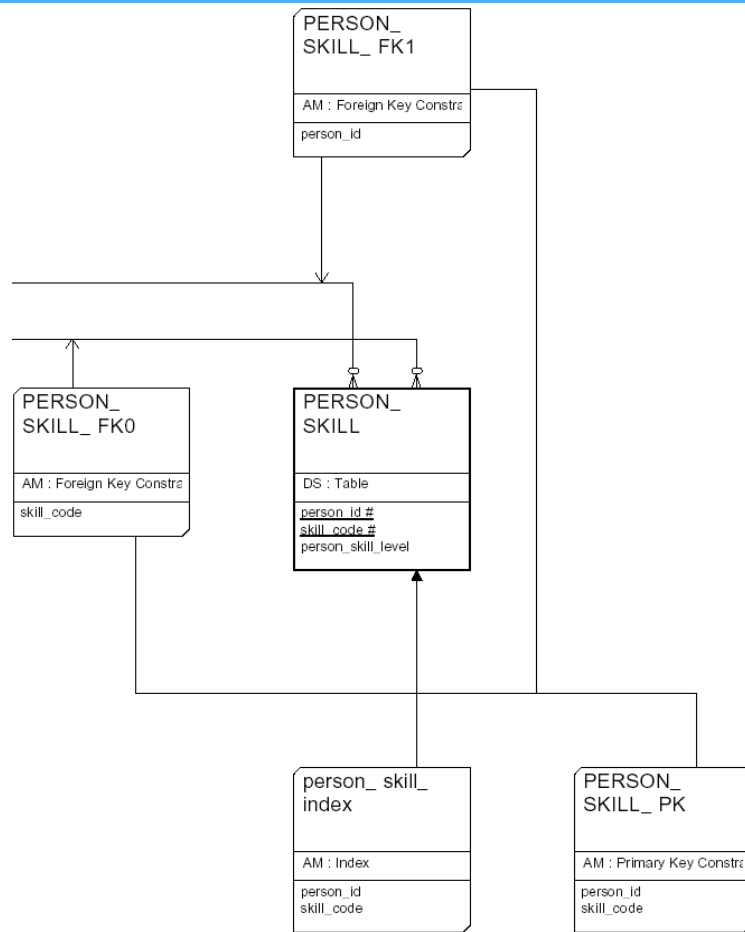 PERSON_
SKILL_ FK1
AM : Foreign Key Constra
person_id
PERSON_
SKILL_ FK0
AM : Foreign Key Constra
skill_code
PERSON_
SKILL
DS : Table
person_id #
skill_code #
person_skill_level
person_ skill_
index
AM : Index
person_id
skill_code
PERSON_
SKILL_ PK
AM : Primary Key Constra
person_id
skill_code